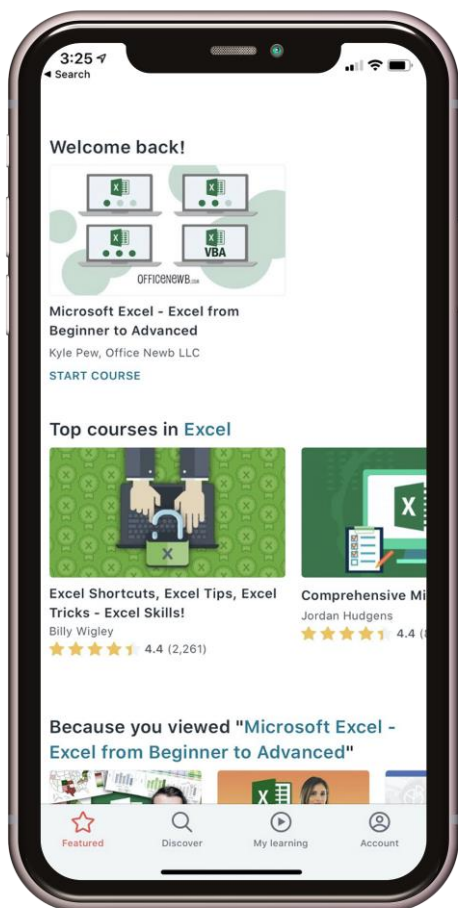 3:25
Search
Welcome back!
X
X
X
X
VBA
OFFICENEWB.com
Microsoft Excel - Excel from
Beginner to Advanced
Kyle Pew, Office Newb LLC
START COURSE
Top courses in Excel
X
X
Excel Shortcuts, Excel Tips, Excel
Tricks - Excel Skills!
Billy Wigley
4.4 (2,261)
Comprehensive Mi
Jordan Hudgens
4.4 (
Because you viewed "Microsoft Excel -
Excel from Beginner to Advanced"
X
Featured
Discover
My learning
Account